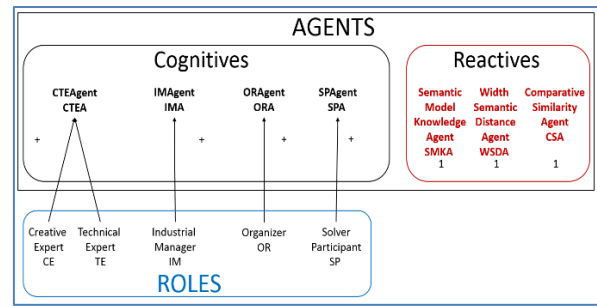 AGENTS
Cognitives
CTEAgent
CTEA
IMAgent
IMA
ORAgent
ORA
SPAgent
SPA
+ + + +
Reactives
Semantic
Model
Knowledge
Agent
SMKA
1
Width
Semantic
Distance
Agent
WSDA
1
Comparative
Similarity
Agent
CSA
1
Creative
Expert
CE
Technical
Expert
TE
Industrial
Manager
IM
Organizer
OR
Solver
Participant
SP
ROLES